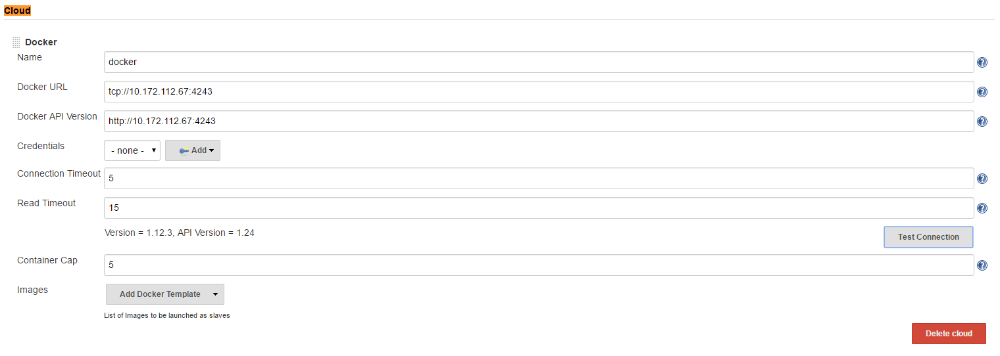 Cloud
Docker
Name
docker
Docker URL
tcp://10.172.112.67:4243
Docker API Version
http://10.172.112.67:4243
Credentials
- none -
Add
Connection Timeout
5
Read Timeout
15
Version = 1.12.3, API Version = 1.24
Test Connection
Container Cap
5
Images
Add Docker Template
List of Images to be launched as slaves
Delete cloud